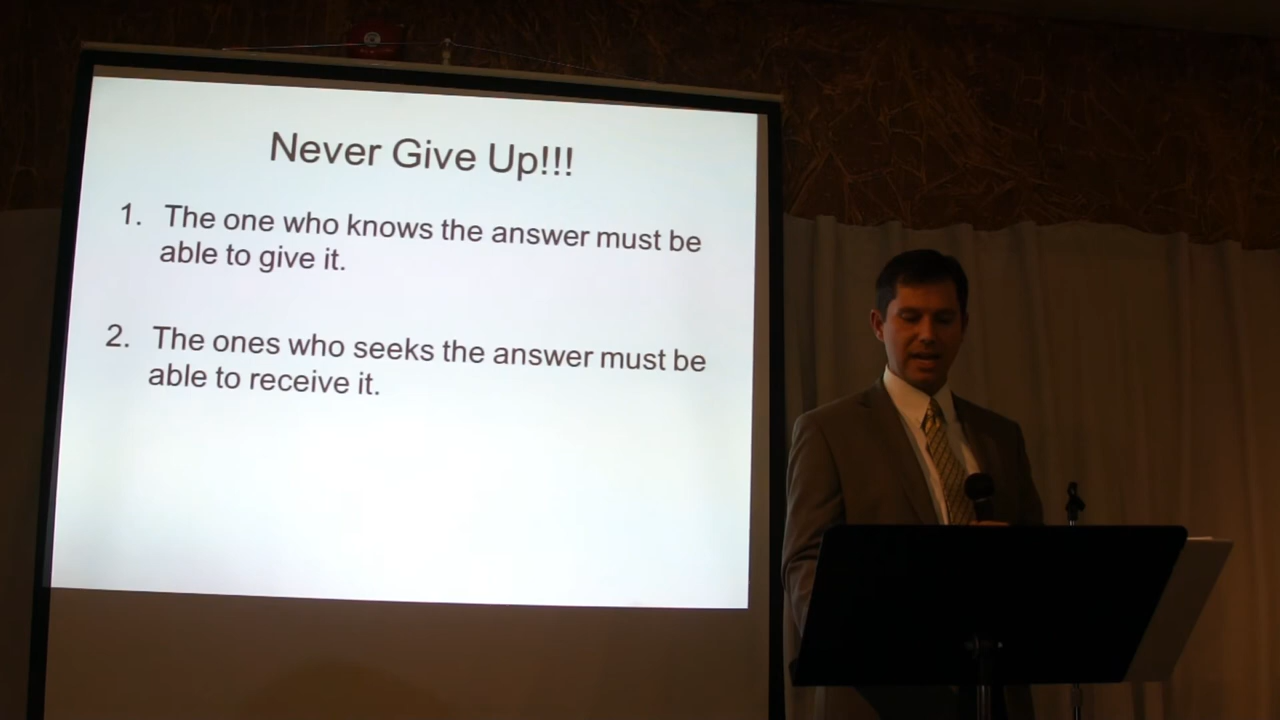 Never Give Up!!!
1. The one who knows the answer must be
able to give it.
2. The ones who seeks the answer must be
able to receive it.